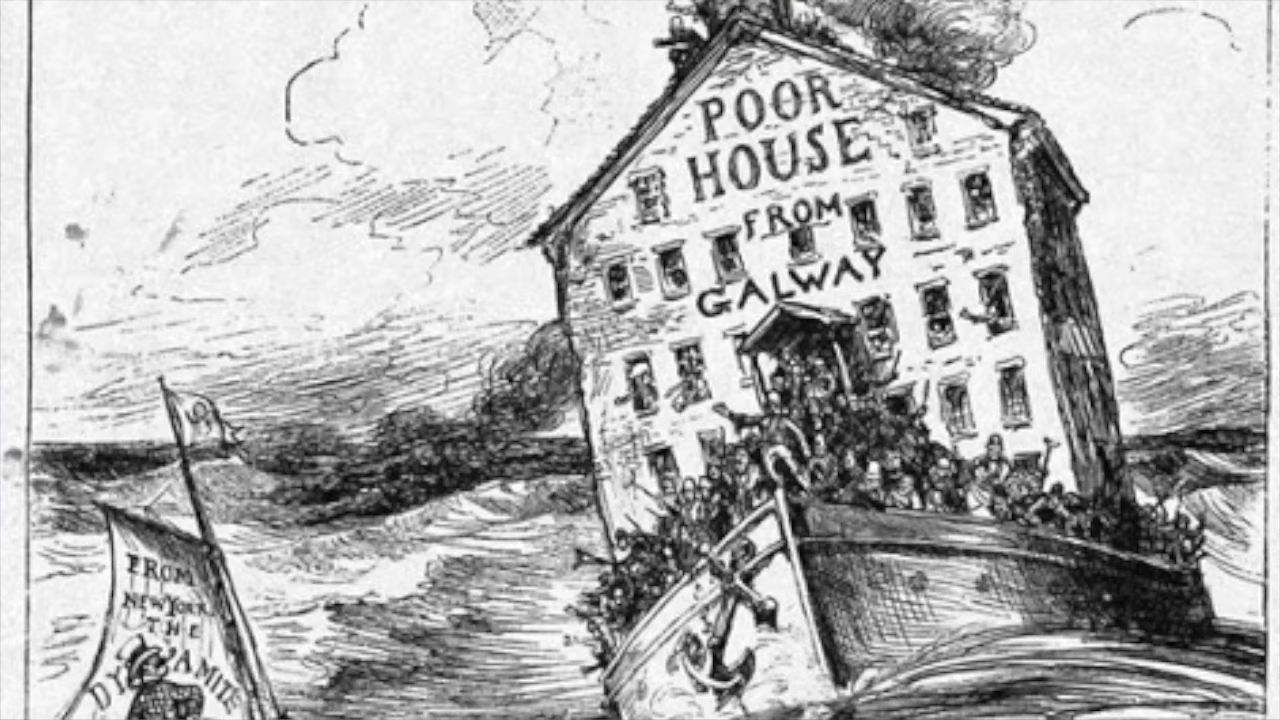 POOR
HOUSE
FROM
GALWAY
FROM
NEW YORK
THE
DYNAMITE